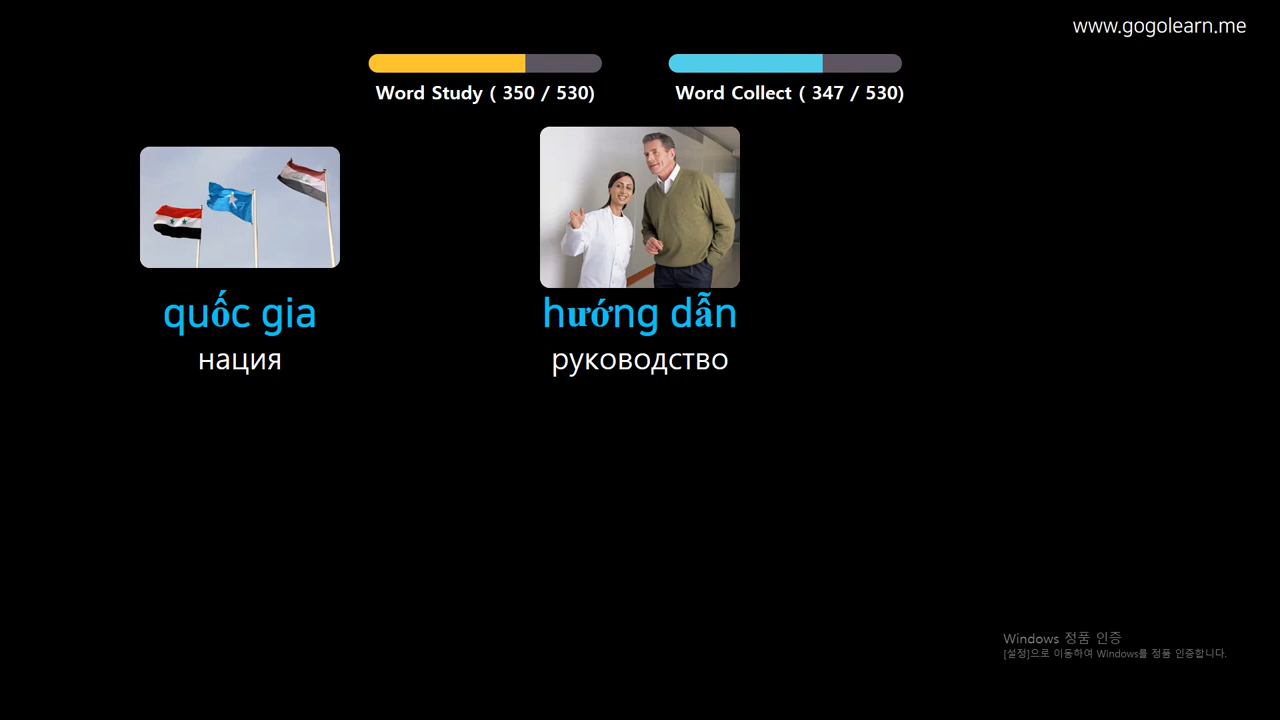 www.gogolearn.me
Word Study ( 350 / 530)
Word Collect ( 347 / 530)
quốc gia
hướng dẫn
нация
руководство
Windows 정품 인증
[설정]으로 이동하여 Windows를 정품 인증합니다.